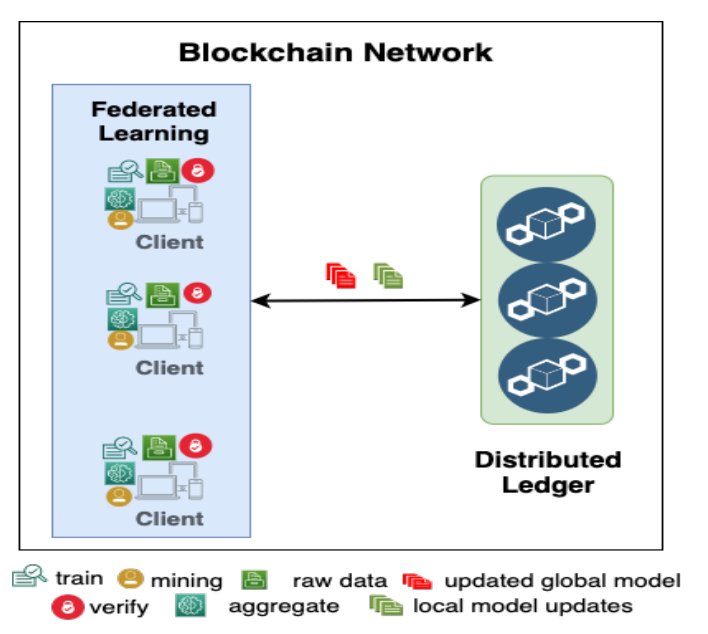 Blockchain Network
Federated
Learning
Client
Client
Client
Distributed
Ledger
train mining raw data updated global model
verify aggregate local model updates